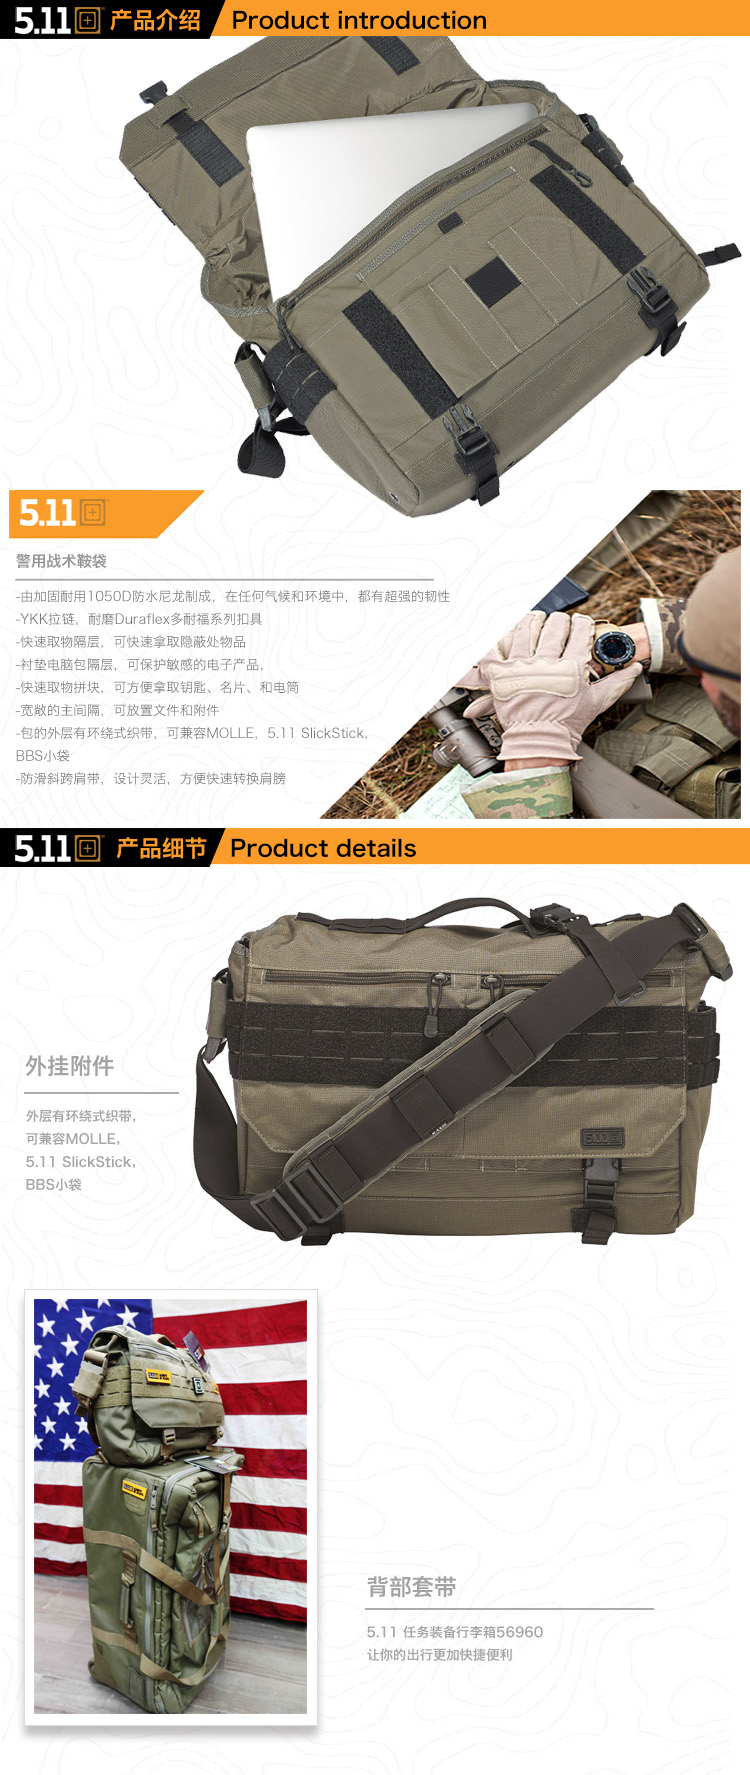 5.11 产品介绍 Product introduction
5.11
警用战术鞍袋
-由加固耐用1050D防水尼龙制成，在任何气候和环境中，都有超强的韧性
-YKK拉链，耐磨Duraflex多耐福系列扣具
-快速取物隔层，可快速拿取隐蔽处物品
-衬垫电脑包隔层，可保护敏感的电子产品，
-快速取物拼块，可方便拿取钥匙、名片、和电筒
-宽敞的主间隔，可放置文件和附件
-包的外层有环绕式织带，可兼容MOLLE，5.11 SlickStick，
BBS小袋
-防滑斜跨肩带，设计灵活，方便快速转换肩膀
5.11 产品细节 Product details
外挂附件
外层有环绕式织带，
可兼容MOLLE，
5.11 SlickStick，
BBS小袋
5.11
背部套带
5.11 任务装备行李箱56960
让你的出行更加快捷便利